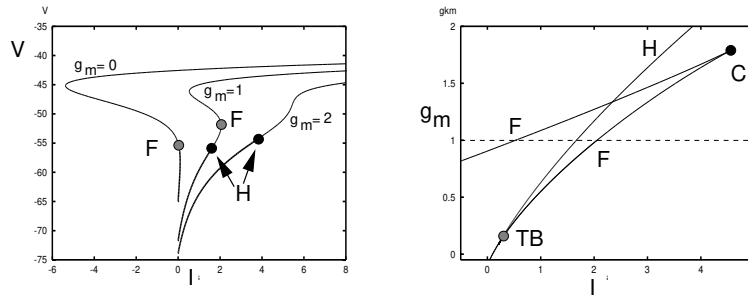 V
-35
-40
V
g_m= 0
-45
g_m= 1
-50
F
g_m= 2
F
-55
-60
H
-65
-70
-75
-6 -4 -2 0 2 4 6 8
I
gkm
2
H
1.5
C
g_m
F
1
F
0.5
TB
0
0 1 2 3 4
I